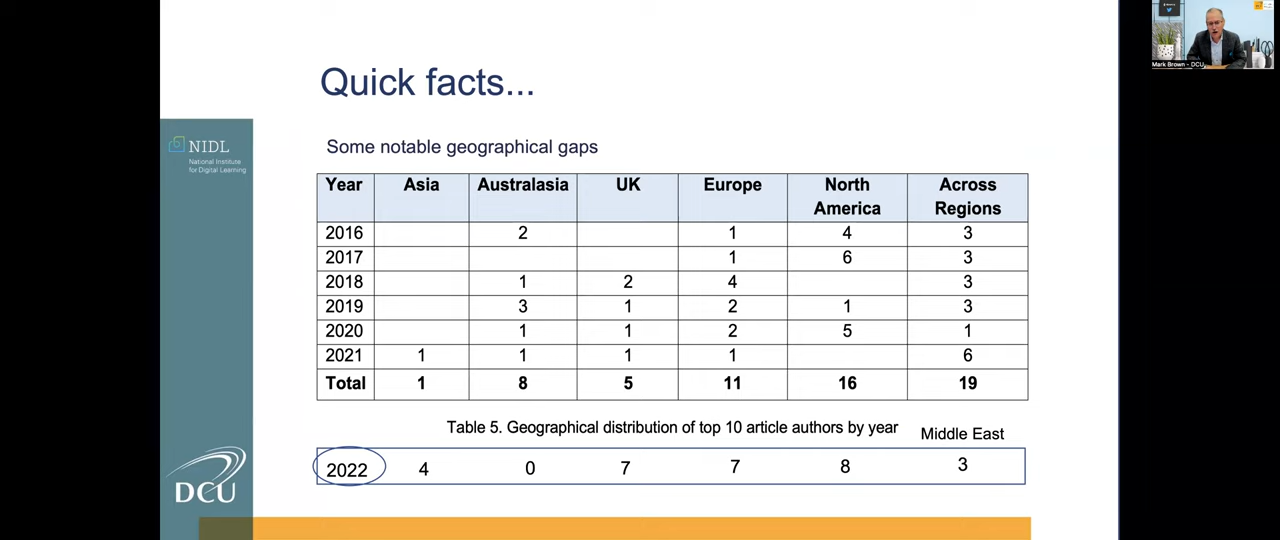 Quick facts...
Mark Brown - DCU
NIDL
National Institute
for Digital Learning
Some notable geographical gaps
Year Asia Australasia UK Europe North America Across Regions
2016 2 1 4 3
2017 1 6 3
2018 1 2 4 3
2019 3 1 2 1 3
2020 1 1 2 5 1
2021 1 1 1 1 6
Total 1 8 5 11 16 19
Table 5. Geographical distribution of top 10 article authors by year
Middle East
2022 4 0 7 7 8 3
DCU